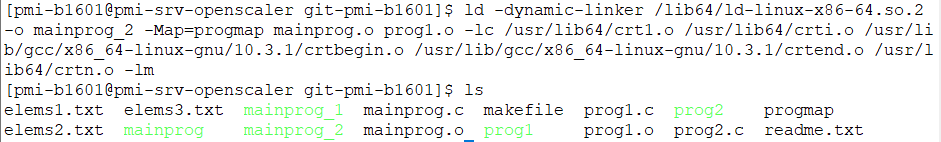 [pmi-b1601@pmi-srv-openscaler git-pmi-b1601]$ ld -dynamic-linker /lib64/ld-linux-x86-64.so.2
-o mainprog_2 -Map=progmap mainprog.o prog1.o -lc /usr/lib64/crt1.o /usr/lib64/crti.o /usr/li
b/gcc/x86_64-linux-gnu/10.3.1/crtbegin.o /usr/lib/gcc/x86_64-linux-gnu/10.3.1/crtend.o /usr/l
ib64/crtn.o -lm
[pmi-b1601@pmi-srv-openscaler git-pmi-b1601]$ ls
elems1.txt elems3.txt mainprog_1 mainprog.c makefile prog1.c prog2 progmap
elems2.txt mainprog mainprog_2 mainprog.o prog1 prog1.o prog2.c readme.txt